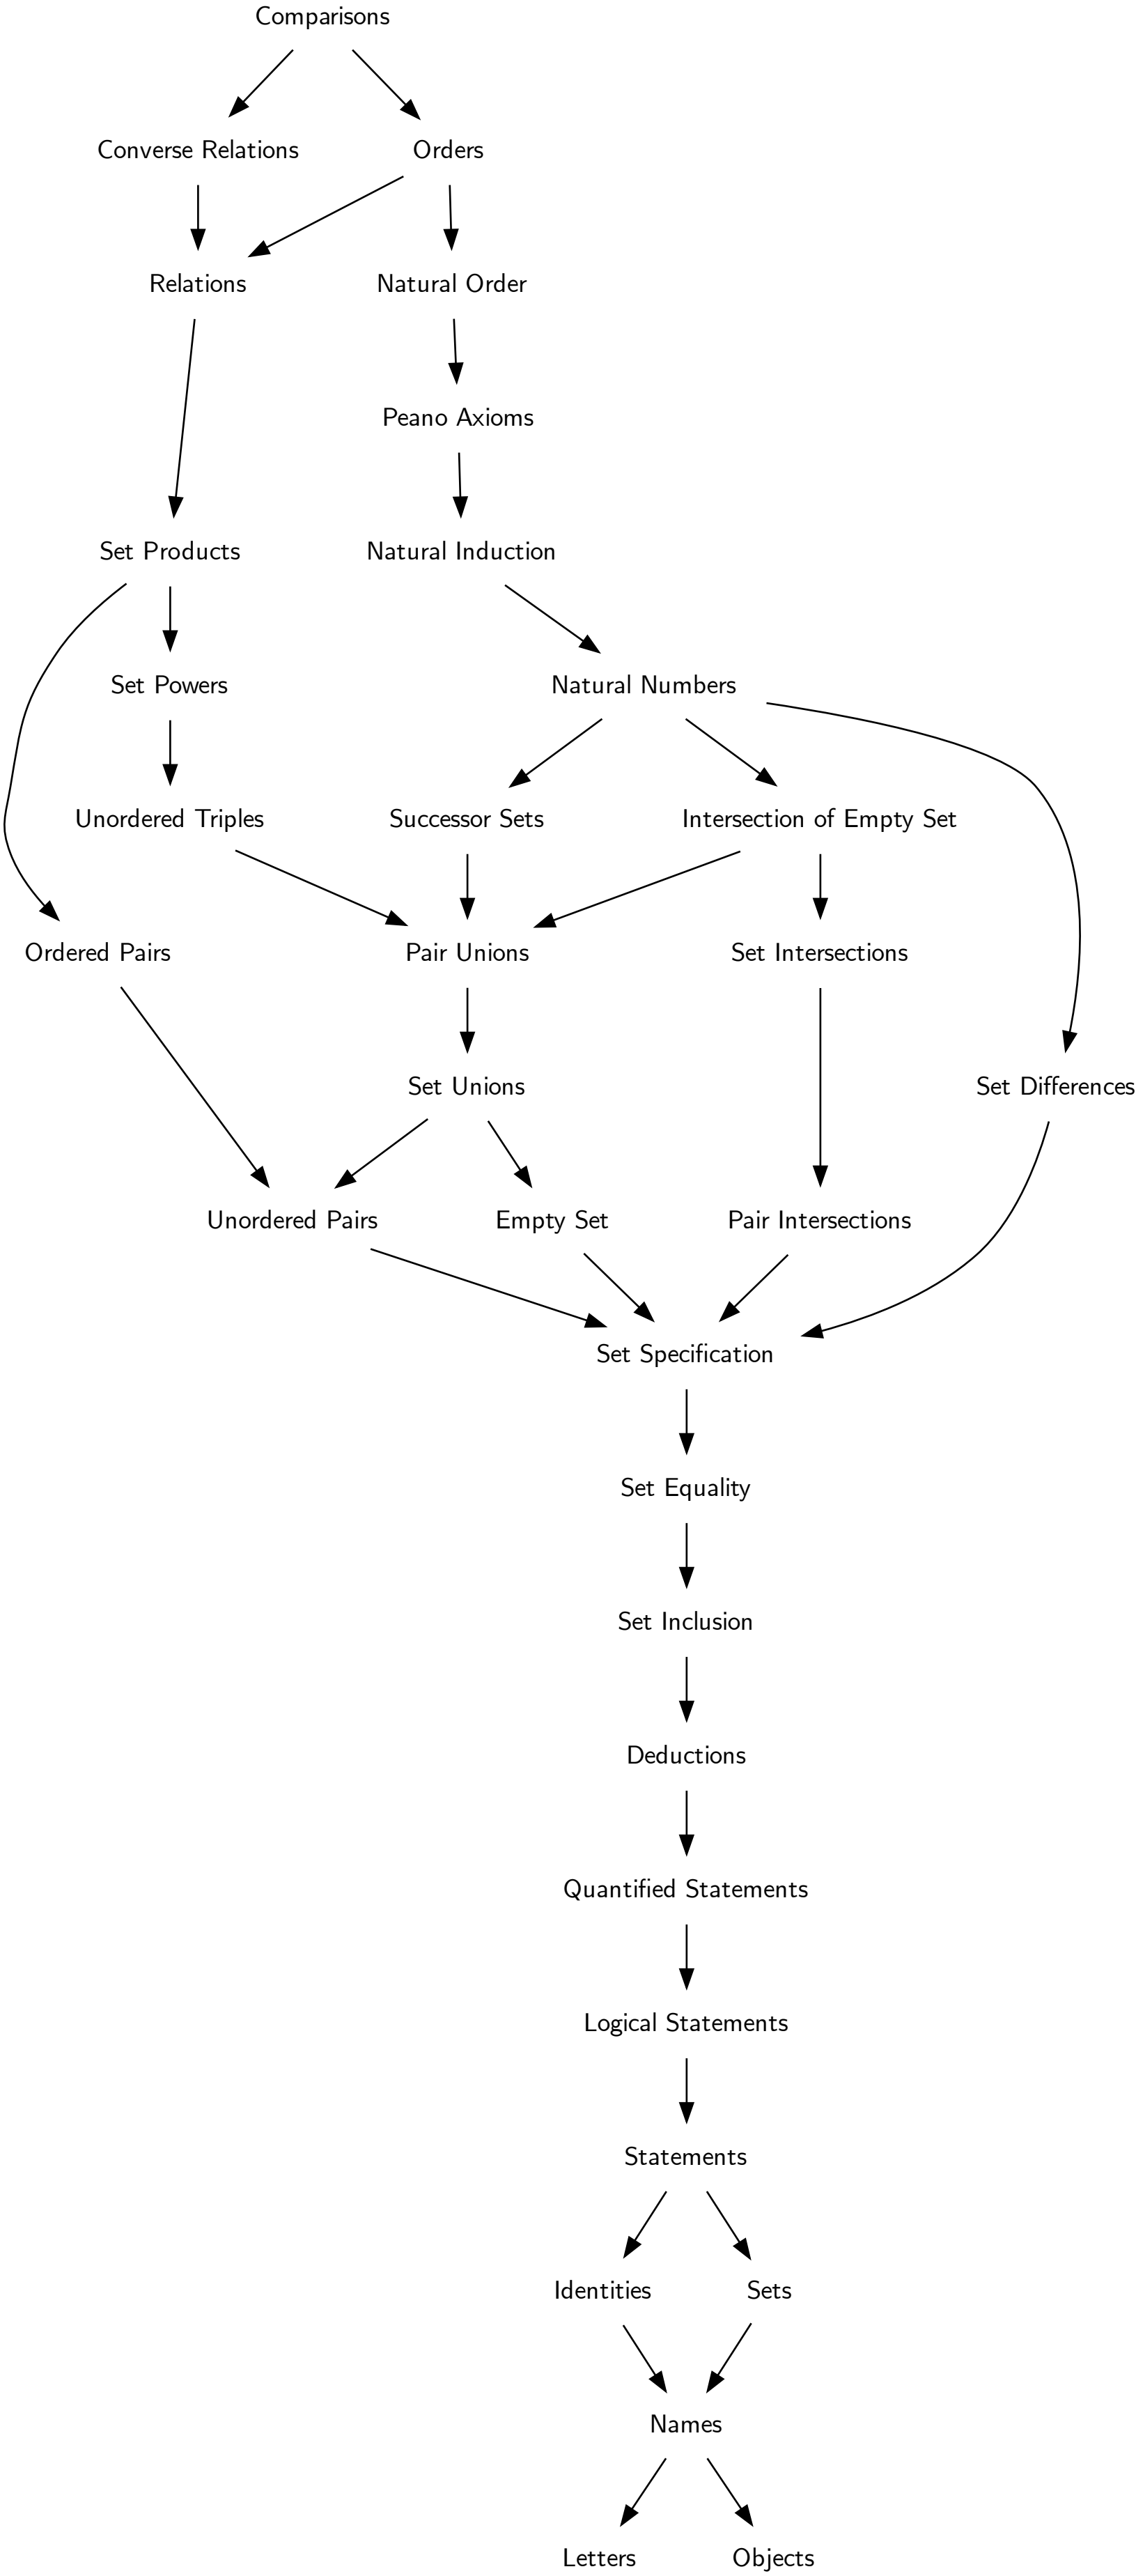 Comparisons
Converse Relations
Orders
Relations
Natural Order
Peano Axioms
Set Products
Natural Induction
Set Powers
Natural Numbers
Unordered Triples
Successor Sets
Intersection of Empty Set
Ordered Pairs
Pair Unions
Set Intersections
Set Unions
Set Differences
Unordered Pairs
Empty Set
Pair Intersections
Set Specification
Set Equality
Set Inclusion
Deductions
Quantified Statements
Logical Statements
Statements
Identities
Sets
Names
Letters
Objects